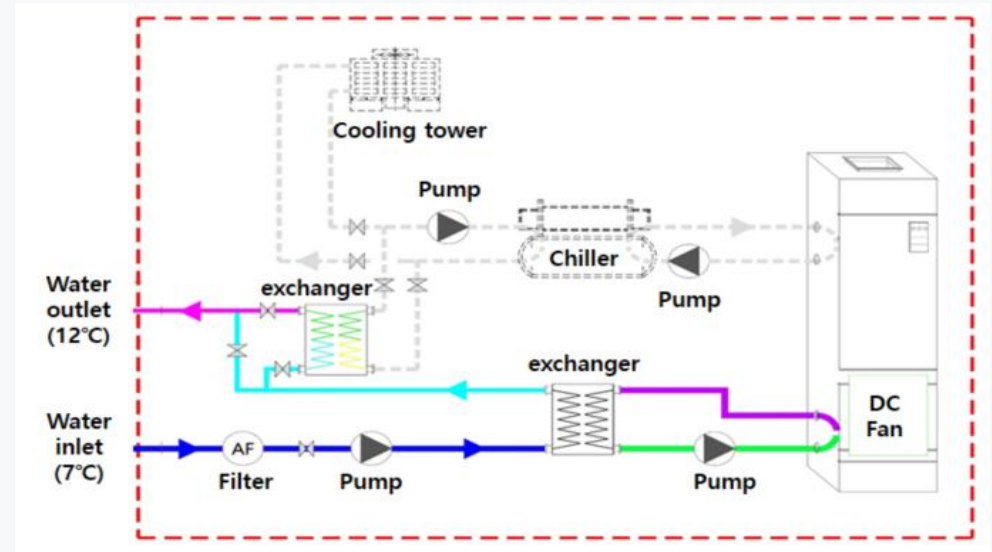 Cooling tower
Pump
Chiller
Pump
Water
outlet
(12℃)
exchanger
exchanger
DC
Fan
Water
inlet
(7℃)
AF
Filter
Pump
Pump